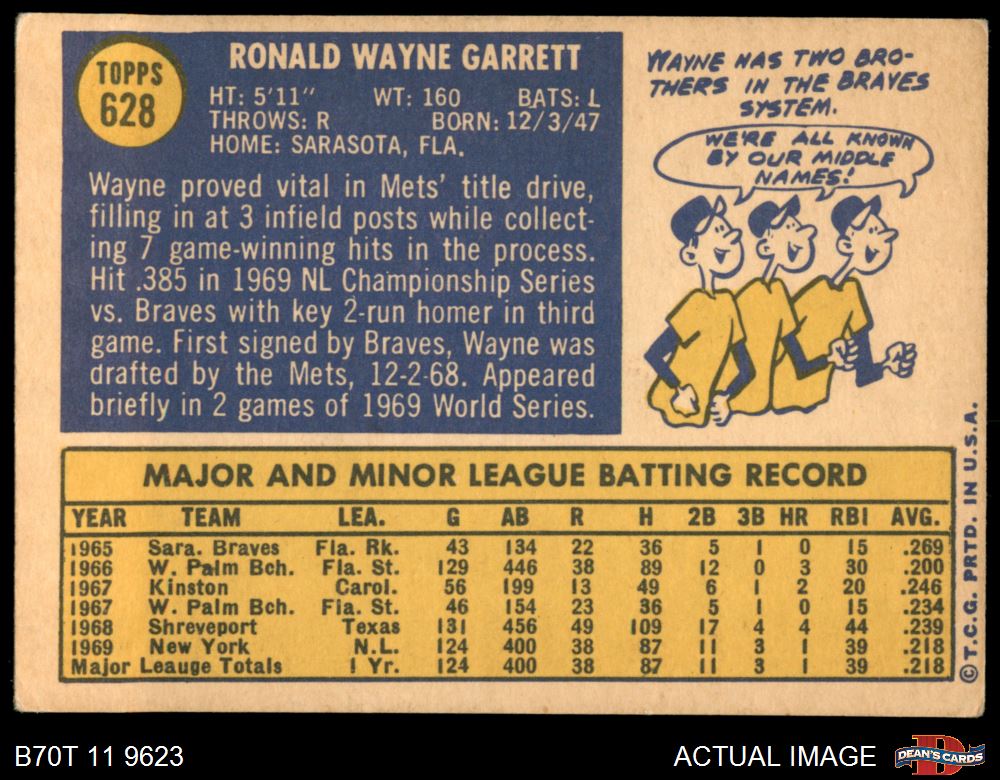 TOPPS
628
RONALD WAYNE GARRETT
HT: 5'11" WT: 160 BATS: L
THROWS: R BORN: 12/3/47
HOME: SARASOTA, FLA.
Wayne proved vital in Mets' title drive,
filling in at 3 infield posts while collect-
ing 7 game-winning hits in the process.
Hit .385 in 1969 NL Championship Series
vs. Braves with key 2-run homer in third
game. First signed by Braves, Wayne was
drafted by the Mets, 12-2-68. Appeared
briefly in 2 games of 1969 World Series.
WAYNE HAS TWO BRO-
THERS IN THE BRAVES
SYSTEM.
WE'RE ALL KNOWN
BY OUR MIDDLE
NAMES!
MAJOR AND MINOR LEAGUE BATTING RECORD
YEAR TEAM LEA. G AB R H 2B 3B HR RBI AVG.
1965 Sara. Braves Fla. Rk. 43 134 22 36 5 1 0 15 .269
1966 W. Palm Bch. Fla. St. 129 446 38 89 12 0 3 30 .200
1967 Kinston Carol. 56 199 13 49 6 1 2 20 .246
1967 W. Palm Bch. Fla. St. 46 154 23 36 5 1 0 15 .234
1968 Shreveport Texas 131 456 49 109 17 4 4 44 .239
1969 New York N.L. 124 400 38 87 11 3 1 39 .218
Major Leauge Totals 1 Yr. 124 400 38 87 11 3 1 39 .218
©T.C.G. PRTD. IN U.S.A.
B70T 11 9623
ACTUAL IMAGE
D
DEAN'S CARDS